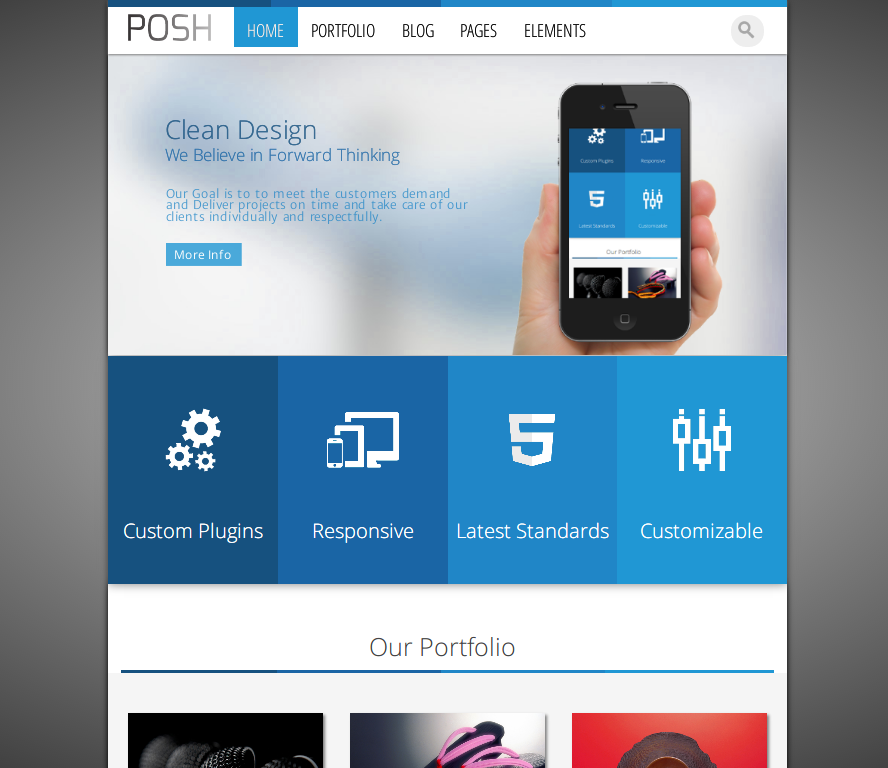 POSH
HOME PORTFOLIO BLOG PAGES ELEMENTS
Clean Design
We Believe in Forward Thinking
Our Goal is to to meet the customers demand
and Deliver projects on time and take care of our
clients individually and respectfully.
More Info
Custom Plugins Responsive
Latest Standards Customizable
Our Portfolio
Custom Plugins Responsive Latest Standards Customizable
Our Portfolio